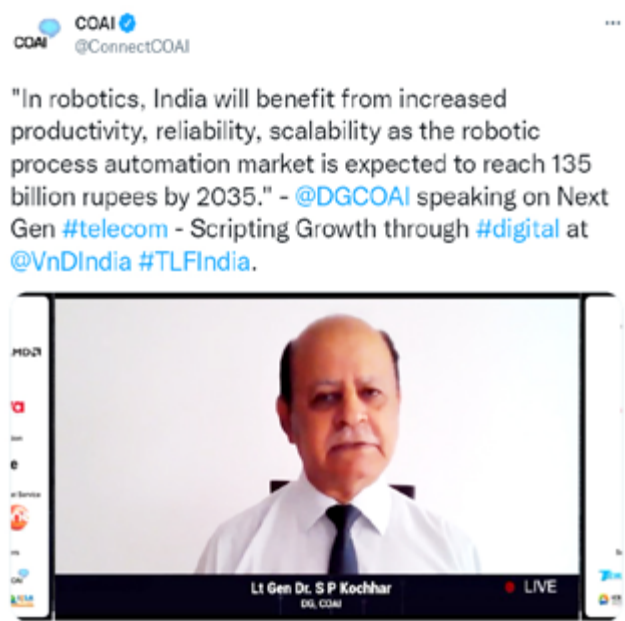 COAI
COAI
@ConnectCOAI
"In robotics, India will benefit from increased
productivity, reliability, scalability as the robotic
process automation market is expected to reach 135
billion rupees by 2035." - @DGCOAI speaking on Next
Gen #telecom - Scripting Growth through #digital at
@VnDIndia #TLFIndia.
AMD
Lt Gen Dr. S P Kochhar
LIVE
DG, COAI